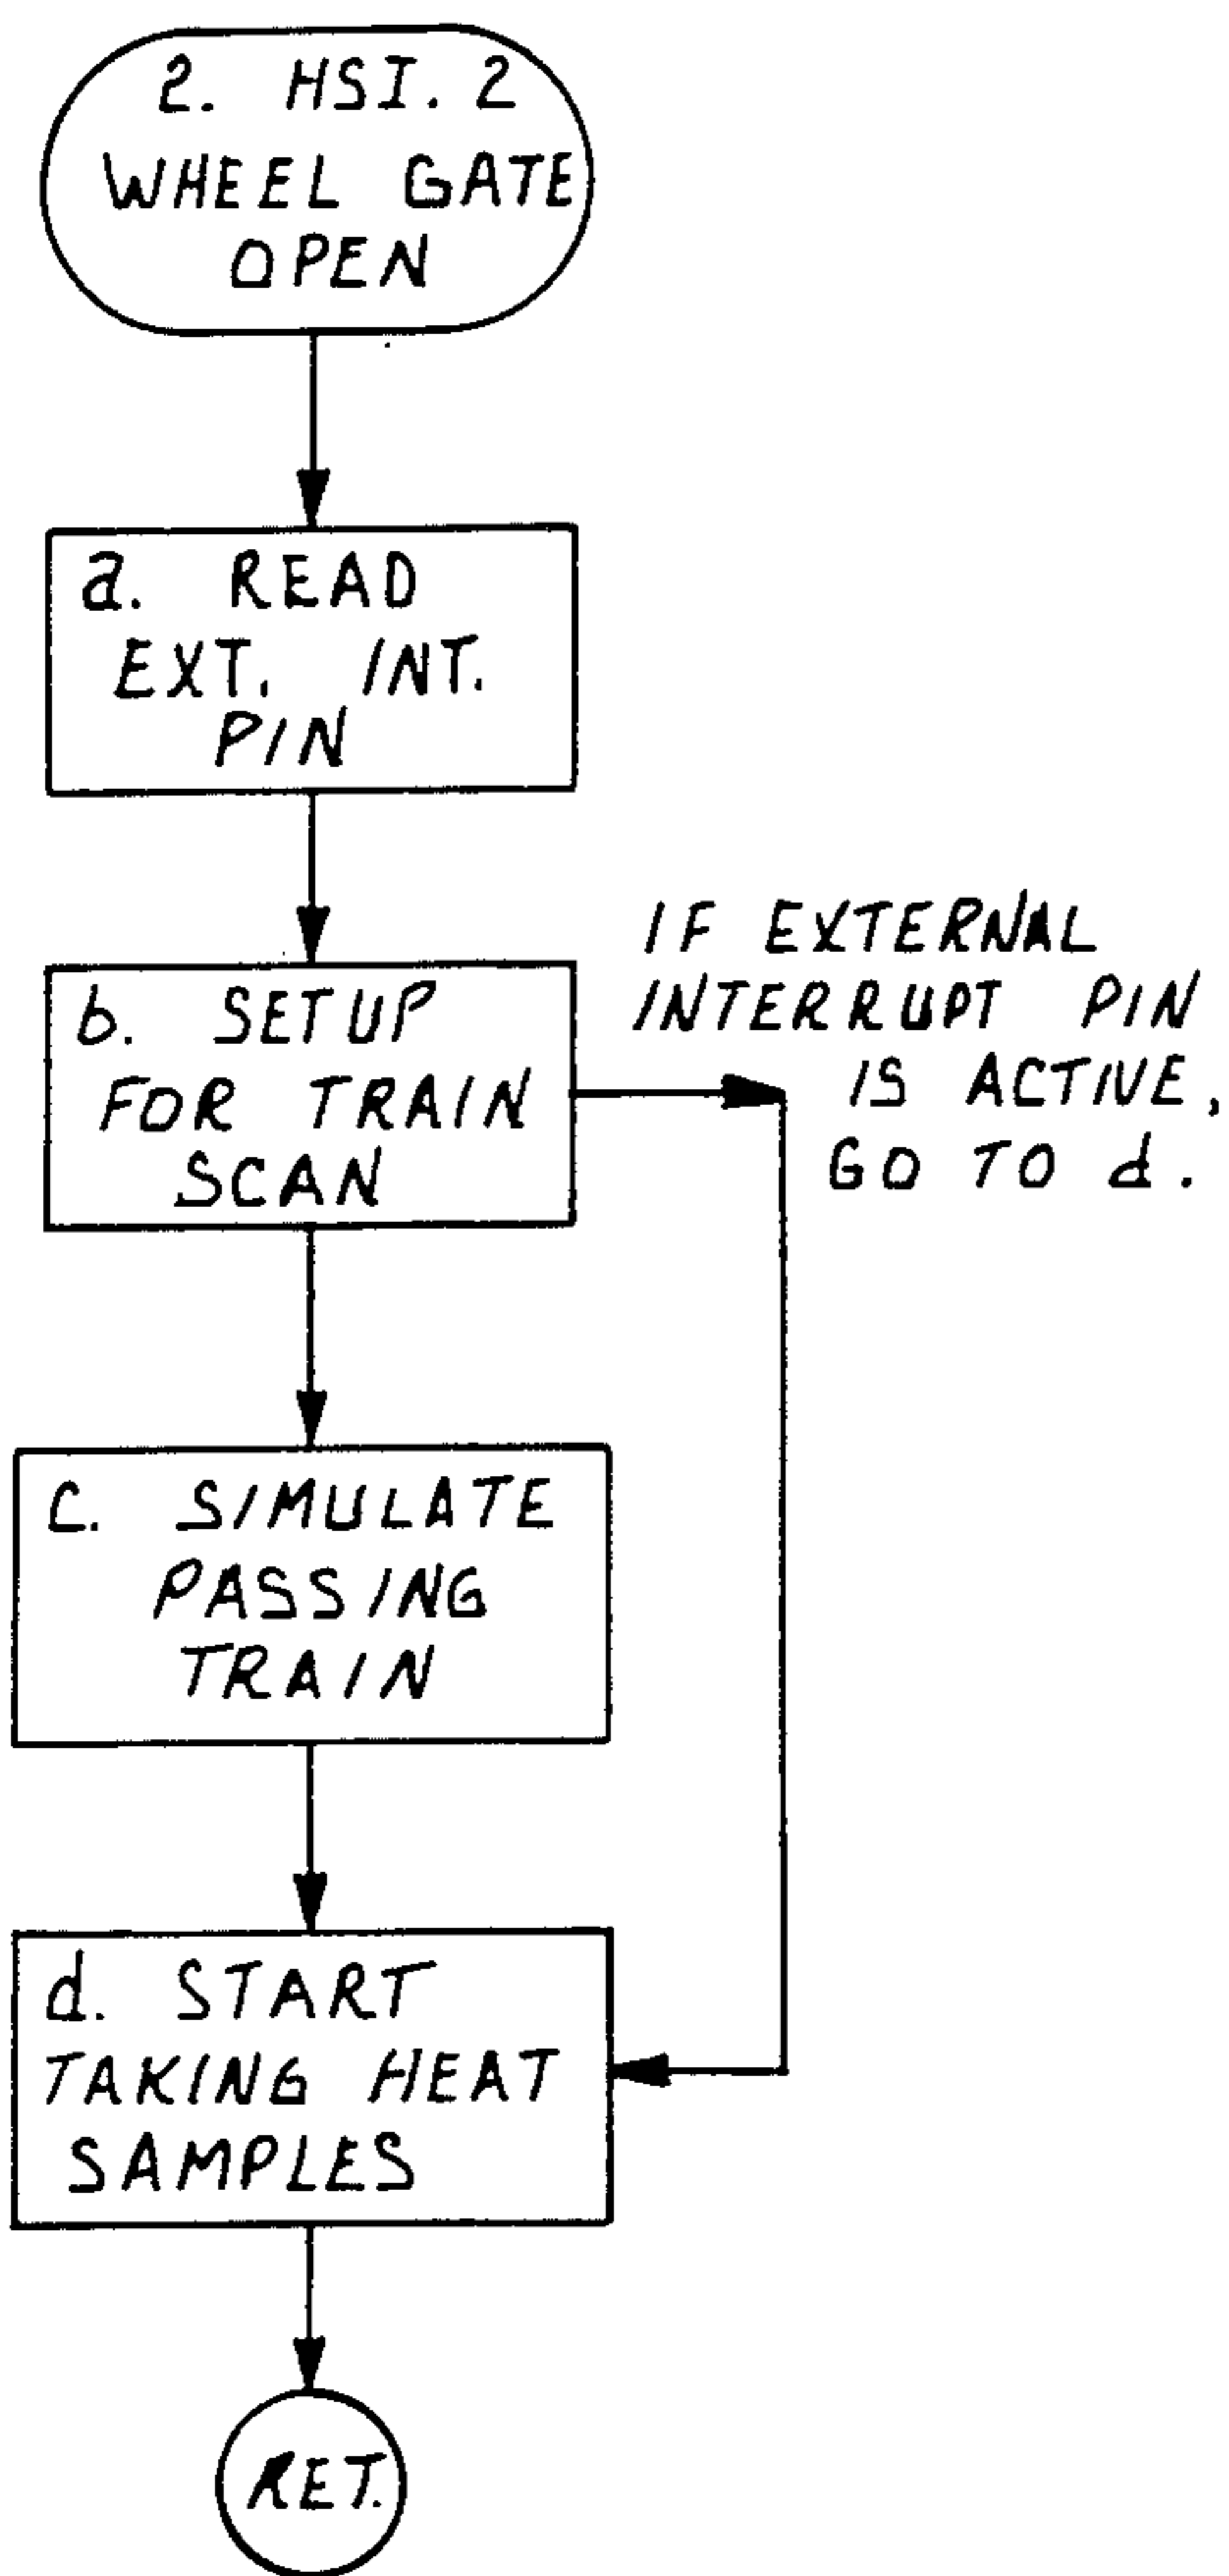 2. HSI. 2
WHEEL GATE
OPEN
a. READ
EXT. INT.
PIN
b. SETUP
FOR TRAIN
SCAN
IF EXTERNAL
INTERRUPT PIN
IS ACTIVE,
GO TO d.
c. SIMULATE
PASSING
TRAIN
d. START
TAKING HEAT
SAMPLES
RET.